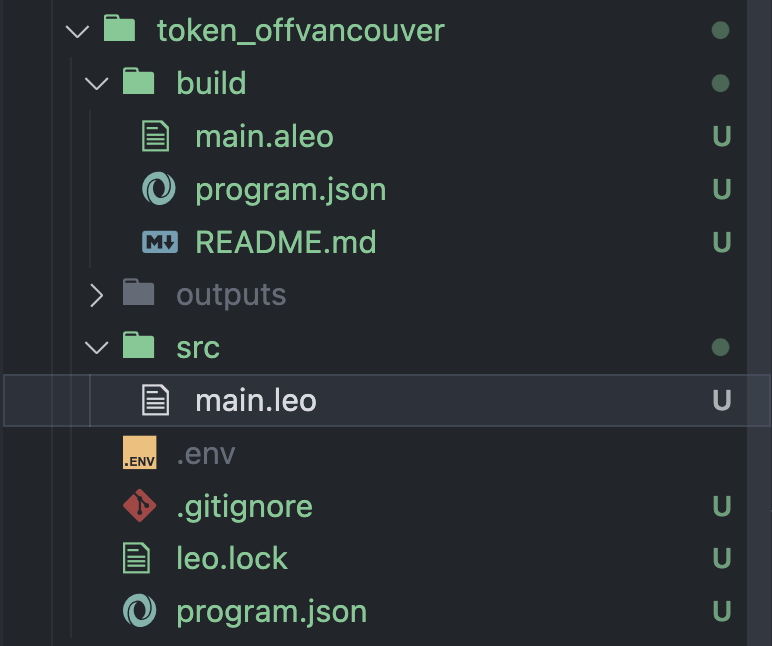 token_offvancouver
build
main.aleo U
program.json U
M README.md U
outputs
src
main.leo U
.ENV .env
.gitignore U
leo.lock U
program.json U